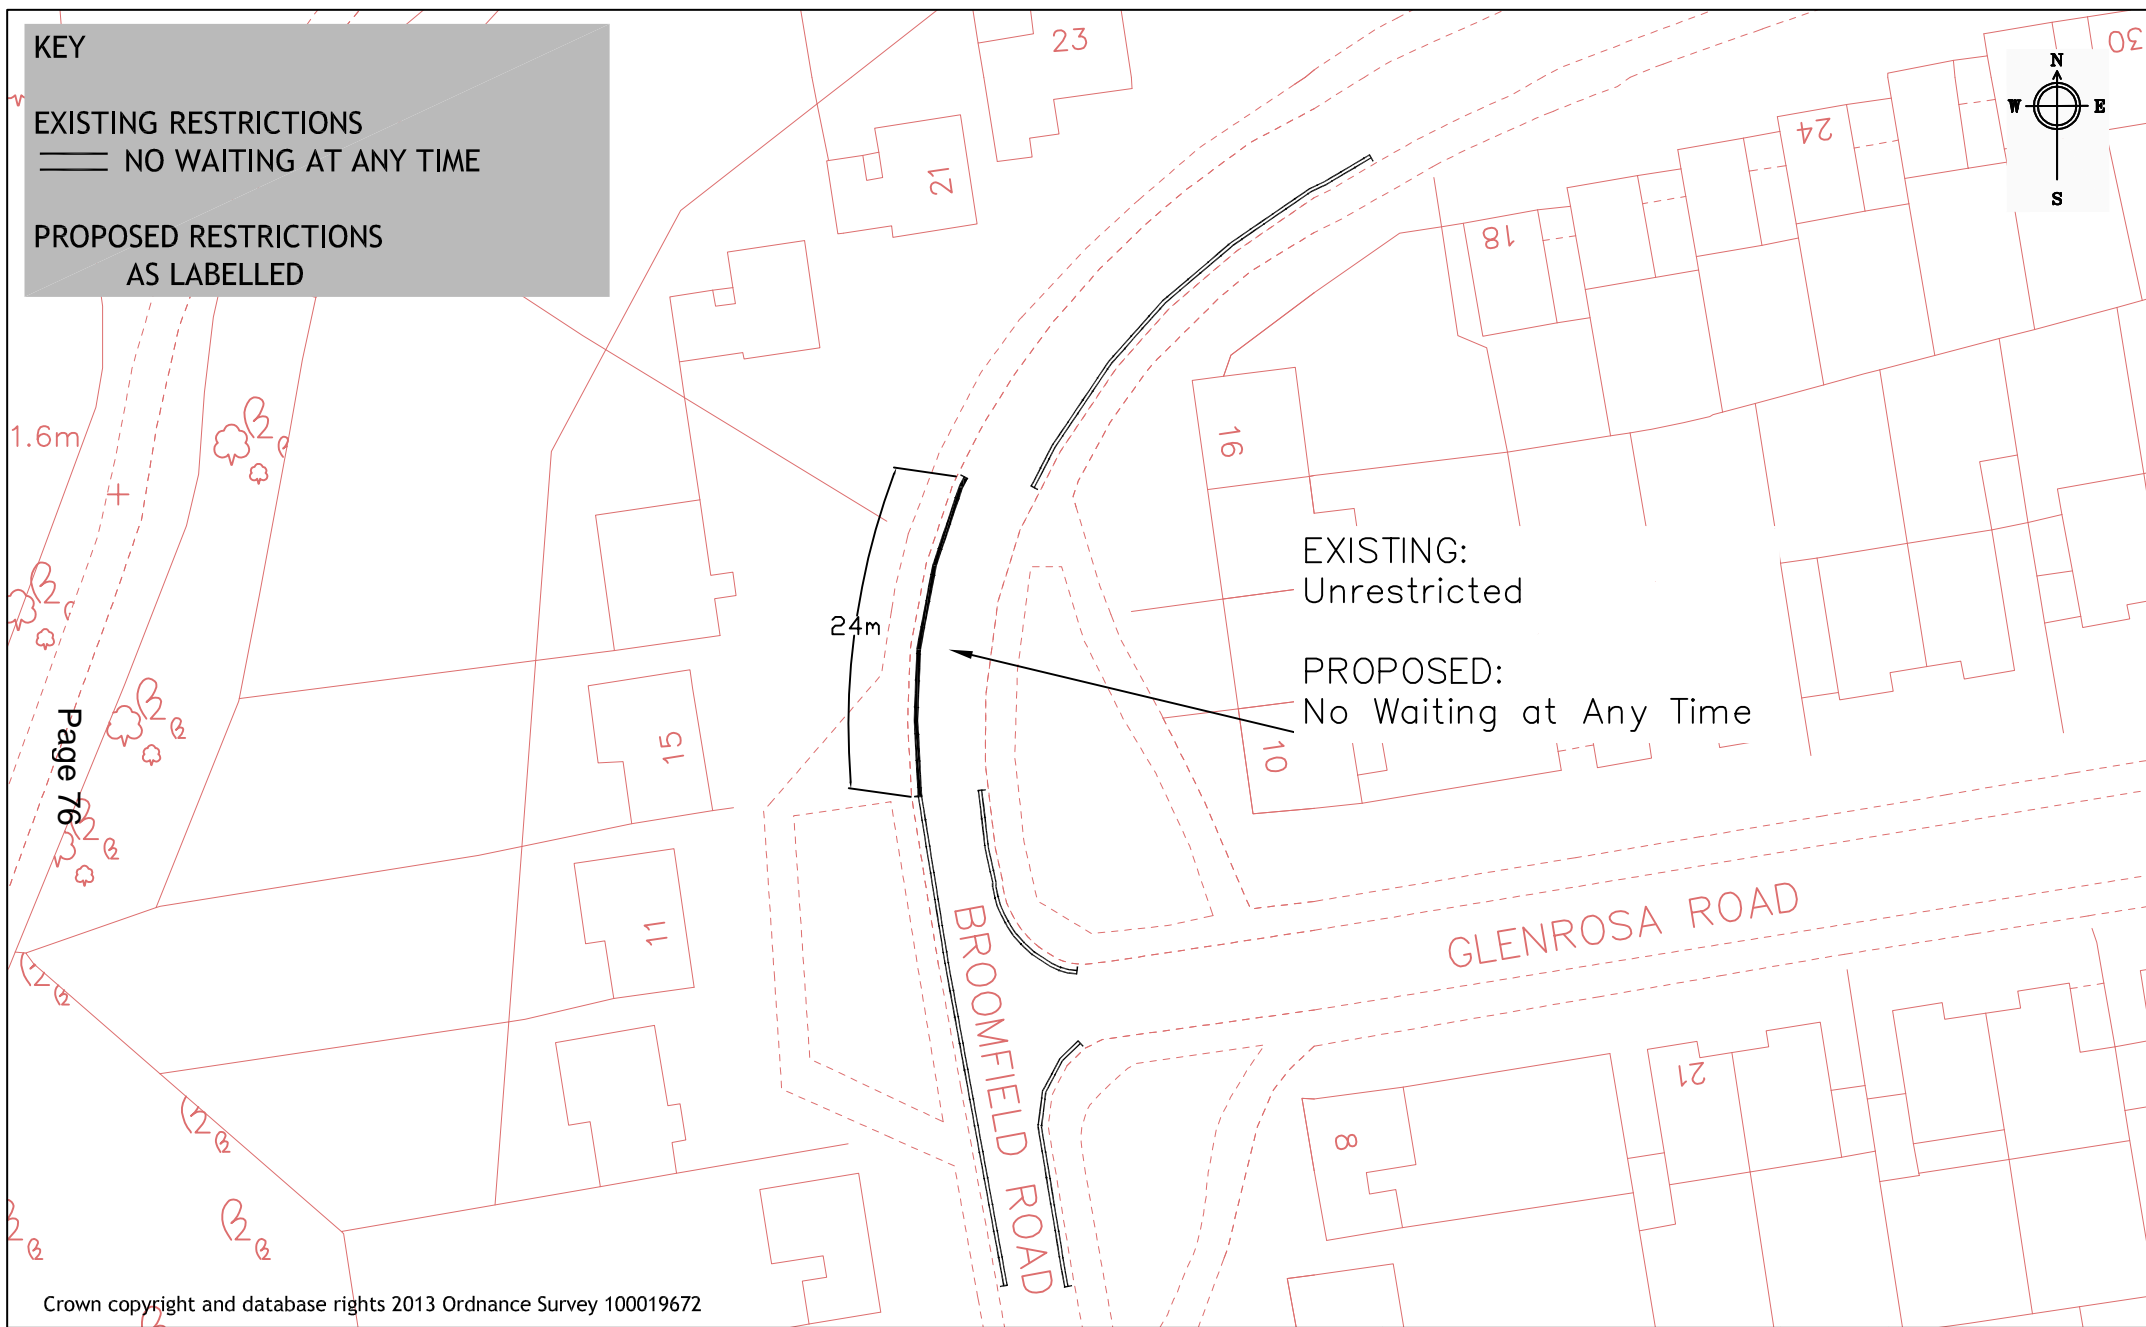 KEY
EXISTING RESTRICTIONS
NO WAITING AT ANY TIME
PROPOSED RESTRICTIONS
AS LABELLED
23
30
N
W E
S
21
24
18
1.6m
16
EXISTING:
Unrestricted
24m
PROPOSED:
No Waiting at Any Time
Page 76
15
10
11
BROOMFIELD ROAD
GLENROSA ROAD
21
8
Crown copyright and database rights 2013 Ordnance Survey 100019672